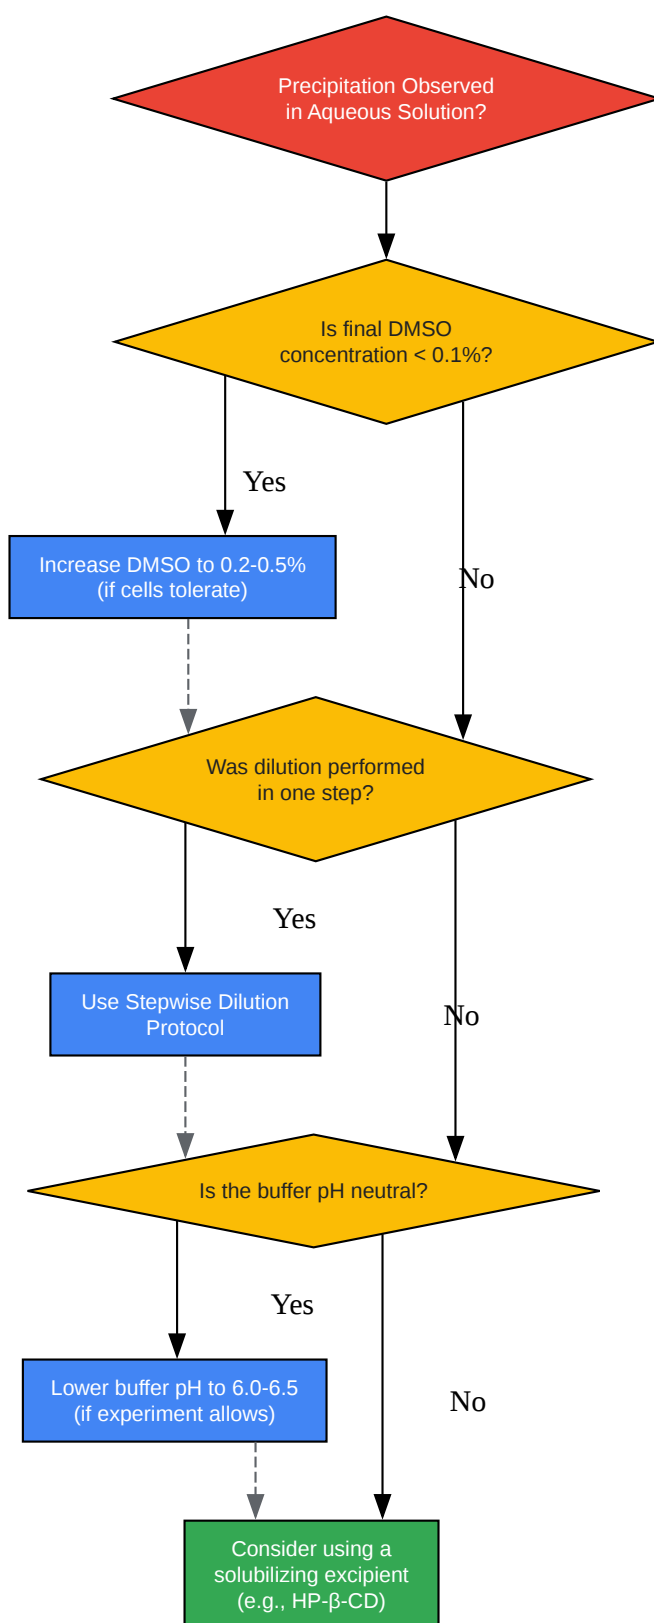 Precipitation Observed
in Aqueous Solution?
Is final DMSO
concentration < 0.1%?
Yes
Increase DMSO to 0.2-0.5%
(if cells tolerate)
No
Was dilution performed
in one step?
Yes
Use Stepwise Dilution
Protocol
No
Is the buffer pH neutral?
Yes
Lower buffer pH to 6.0-6.5
(if experiment allows)
No
Consider using a
solubilizing excipient
(e.g., HP-β-CD)